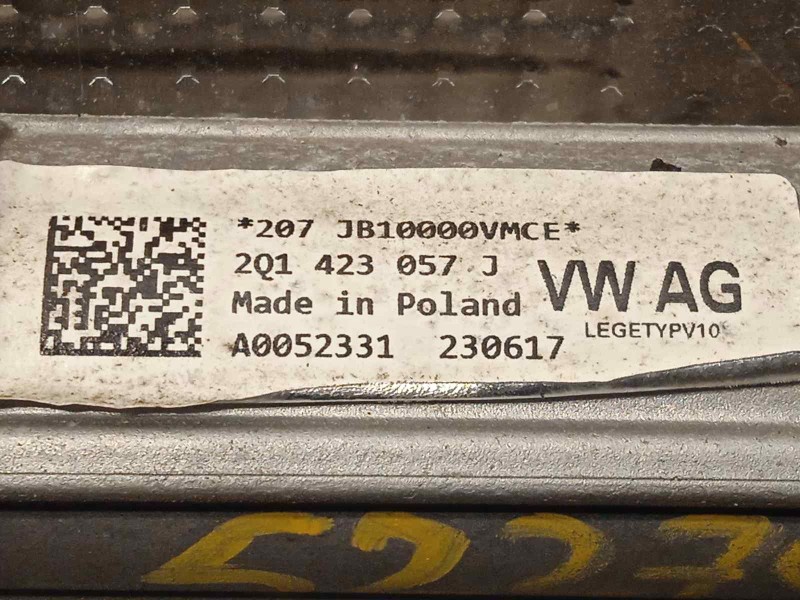 *207 JB10000VMCE*
2Q1 423 057 J
Made in Poland
A0052331 230617
VW AG
LEGETYPV10